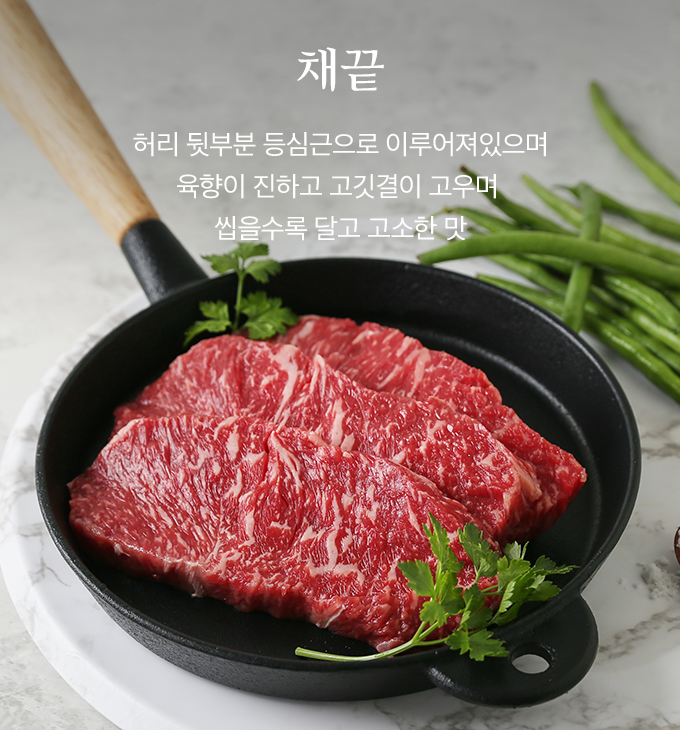 채끝
허리 뒷부분 등심근으로 이루어져있으며
육향이 진하고 고깃결이 고우며
씹을수록 달고 고소한 맛